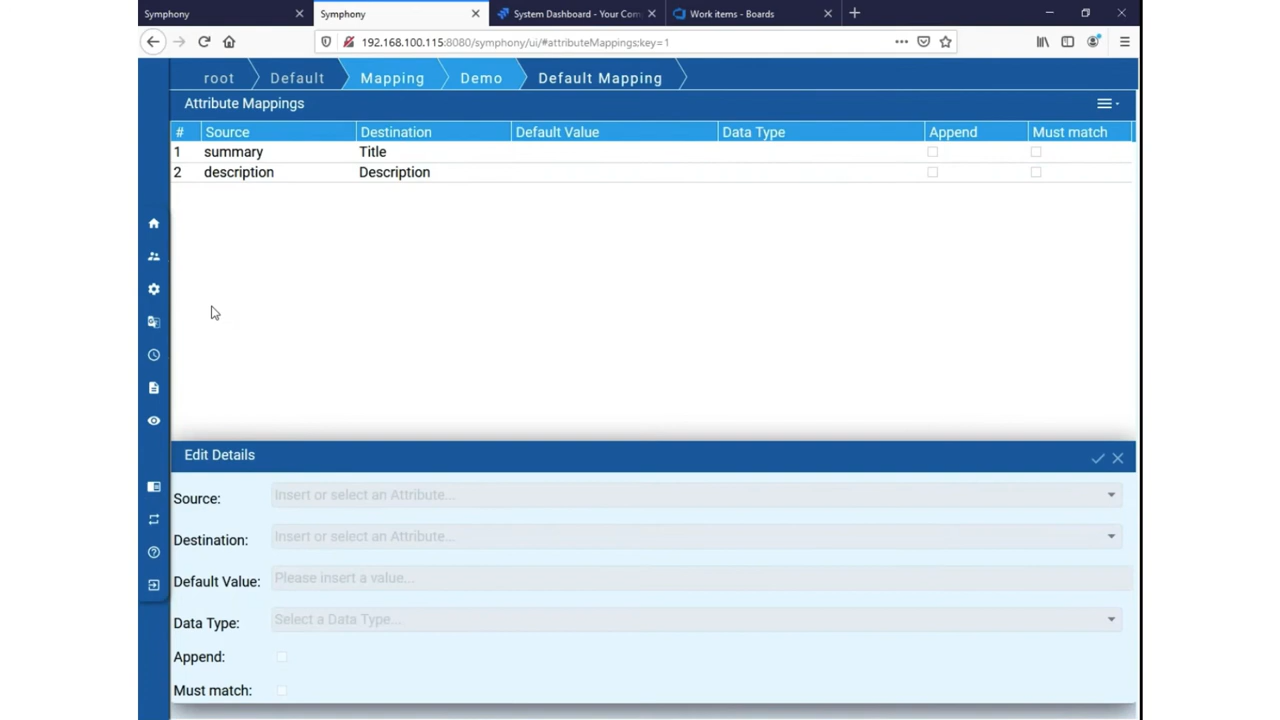 Symphony
Symphony
System Dashboard - Your Com
Work items - Boards
192.168.100.115:8080/symphony/ui/#attributeMappings;key=1
root Default Mapping Demo Default Mapping
Attribute Mappings
# Source Destination Default Value Data Type Append Must match
1 summary Title
2 description Description
Edit Details
Source: Insert or select an Attribute...
Destination: Insert or select an Attribute...
Default Value: Please insert a value...
Data Type: Select a Data Type...
Append:
Must match: